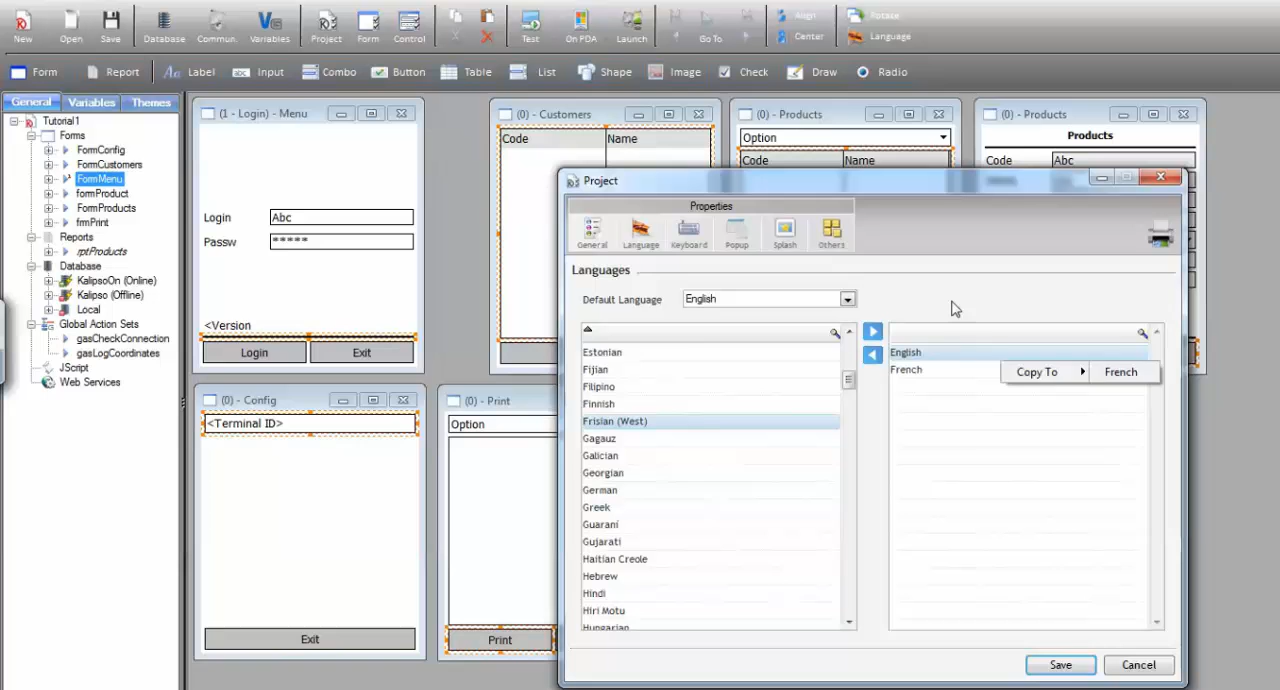 New Open Save Database Commun. Variables Project Form Control Test On PDA Launch Go To Align Center Rotate Language
Form Report Label Input Combo Button Table List Shape Image Check Draw Radio
General Variables Themes
Tutorial1
Forms
FormConfig
FormCustomers
FormMenu
formProduct
FormProducts
frmPrint
Reports
rptProducts
Database
KalipsoOn (Online)
Kalipso (Offline)
Local
Global Action Sets
gasCheckConnection
gasLogCoordinates
JScript
Web Services
(1 - Login) - Menu
Login Abc
Passw *****
<Version
Login Exit
(0) - Customers
Code Name
(0) - Products
Option
Code Name
(0) - Products
Products
Code Abc
(0) - Config
<Terminal ID>
Exit
(0) - Print
Option
Print
Project
Properties
General Language Keyboard Popup Splash Others
Languages
Default Language English
Estonian
Fijian
Filipino
Finnish
Frisian (West)
Gagauz
Galician
Georgian
German
Greek
Guaraní
Gujarati
Haitian Creole
Hebrew
Hindi
Hiri Motu
Hungarian
English
French
Copy To French
Save Cancel